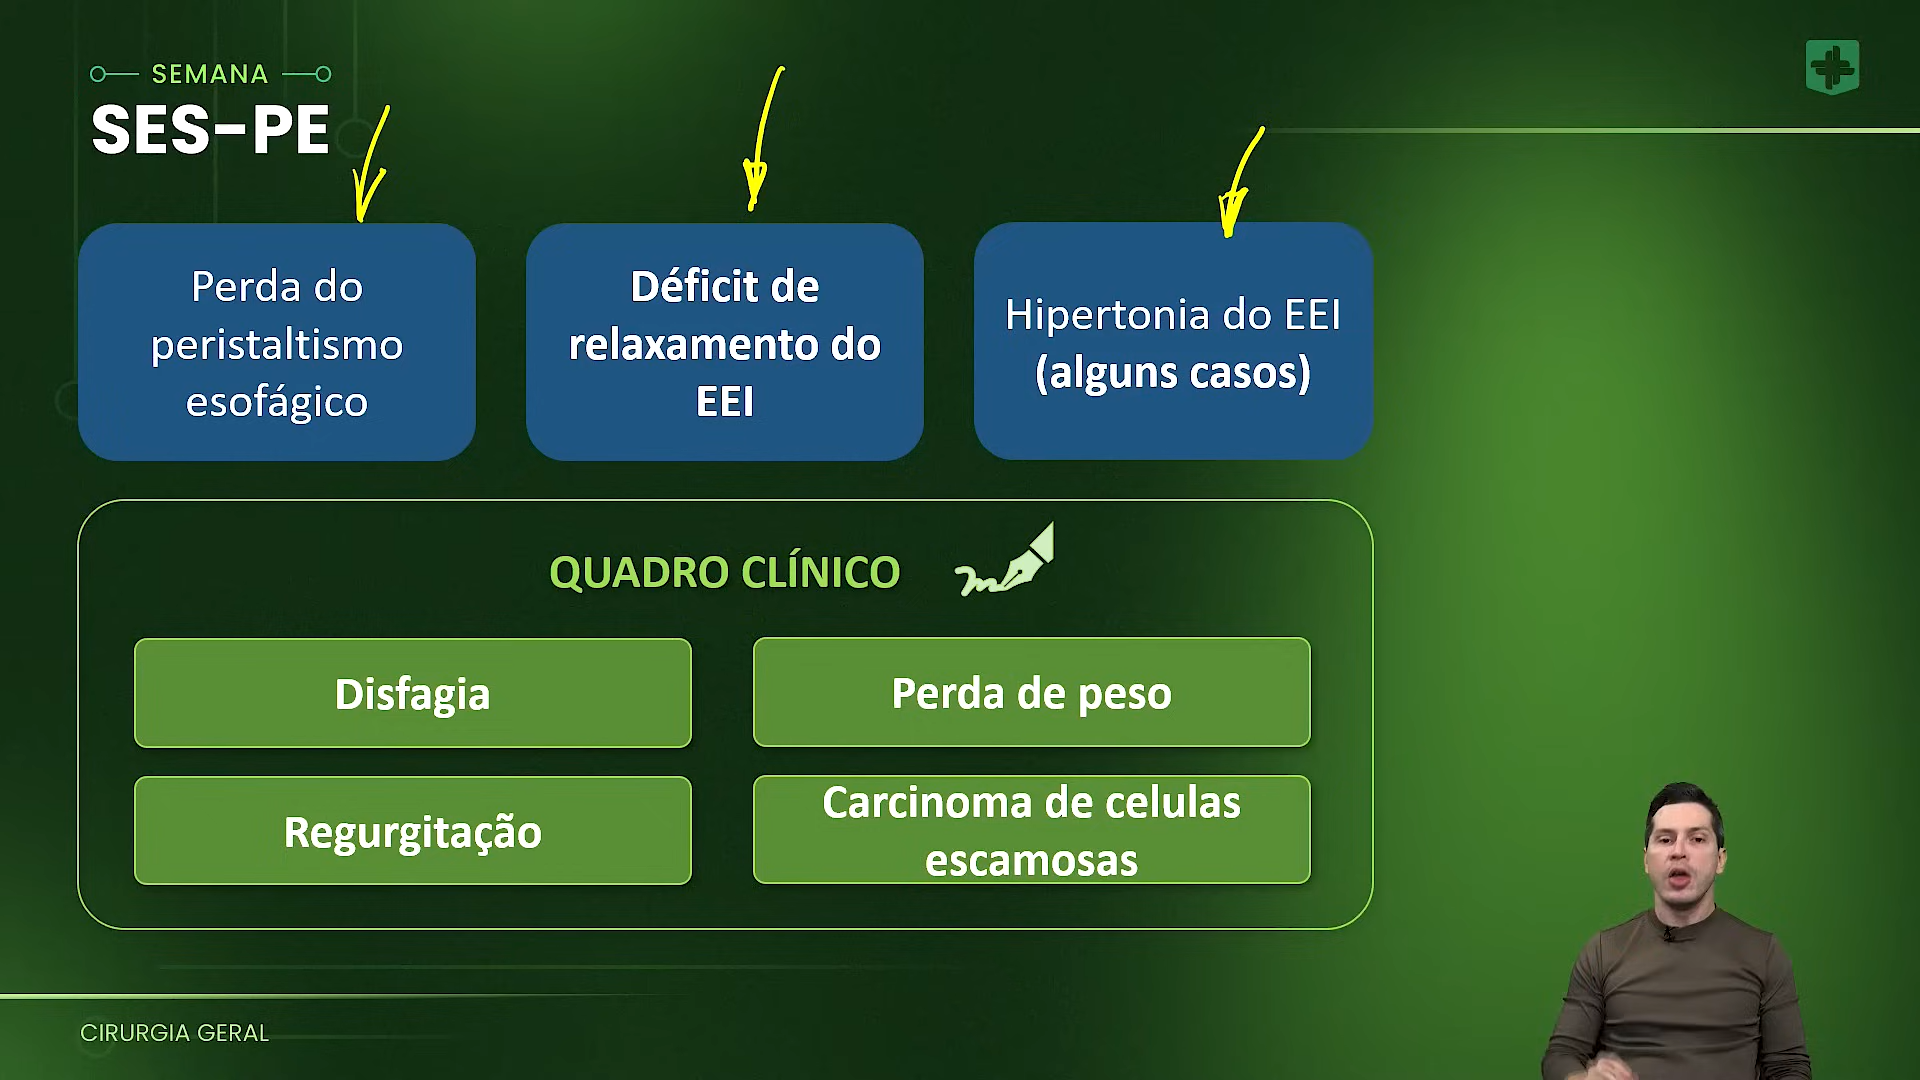 SEMANA
SES-PE
Perda do
peristaltismo
esofágico
Déficit de
relaxamento do
EEI
Hipertonia do EEI
(alguns casos)
QUADRO CLÍNICO
Disfagia
Perda de peso
Regurgitação
Carcinoma de celulas
escamosas
CIRURGIA GERAL